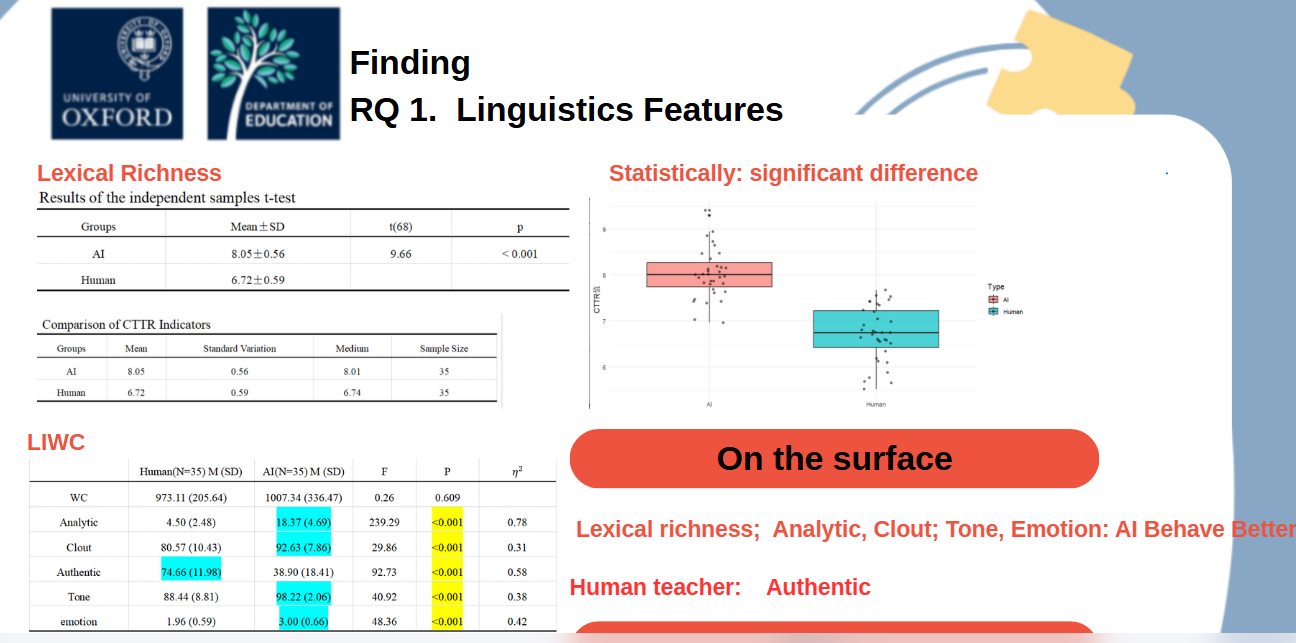 UNIVERSITY OF
OXFORD
DEPARTMENT OF
EDUCATION
Finding
RQ 1. Linguistics Features
Lexical Richness
Results of the independent samples t-test
Groups Mean±SD t(68) p
AI 8.05±0.56 9.66 < 0.001
Human 6.72±0.59
Comparison of CTTR Indicators
Groups Mean Standard Variation Medium Sample Size
AI 8.05 0.56 8.01 35
Human 6.72 0.59 6.74 35
Statistically: significant difference
CTTR值
9
8
7
6
AI Human
Type
AI
Human
LIWC
Human(N=35) M (SD) AI(N=35) M (SD) F P η²
WC 973.11 (205.64) 1007.34 (336.47) 0.26 0.609
Analytic 4.50 (2.48) 18.37 (4.69) 239.29 <0.001 0.78
Clout 80.57 (10.43) 92.63 (7.86) 29.86 <0.001 0.31
Authentic 74.66 (11.98) 38.90 (18.41) 92.73 <0.001 0.58
Tone 88.44 (8.81) 98.22 (2.06) 40.92 <0.001 0.38
emotion 1.96 (0.59) 3.00 (0.66) 48.36 <0.001 0.42
On the surface
Lexical richness; Analytic, Clout; Tone, Emotion: AI Behave Better
Human teacher: Authentic